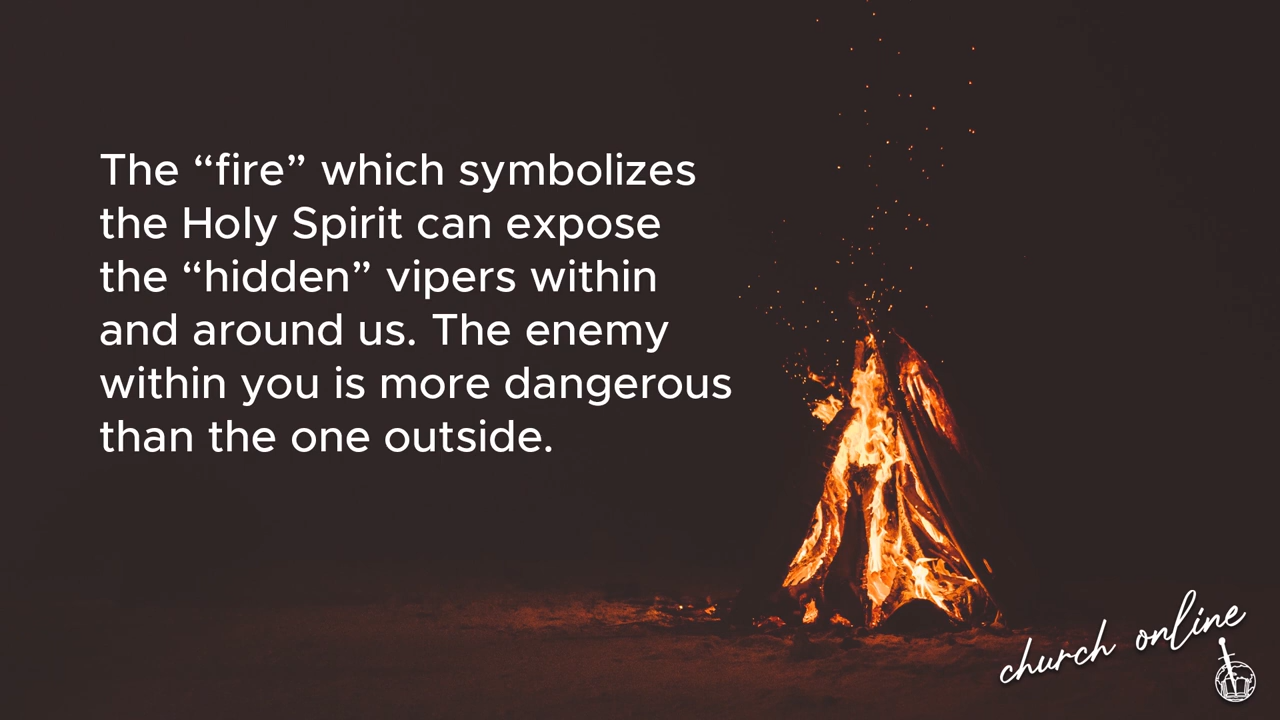 The “fire” which symbolizes
the Holy Spirit can expose
the “hidden” vipers within
and around us. The enemy
within you is more dangerous
than the one outside.
church online